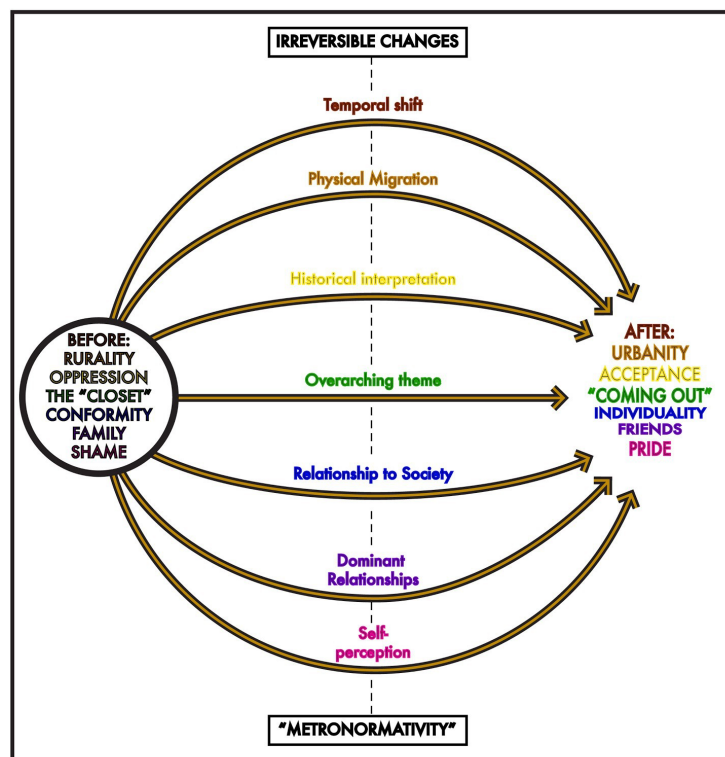 IRREVERSIBLE CHANGES
Temporal shift
Physical Migration
Historical interpretation
BEFORE:
RURALITY
OPPRESSION
THE “CLOSET”
CONFORMITY
FAMILY
SHAME
Overarching theme
AFTER:
URBANITY
ACCEPTANCE
“COMING OUT”
INDIVIDUALITY
FRIENDS
PRIDE
Relationship to Society
Dominant
Relationships
Self-
perception
“METRONORMATIVITY”